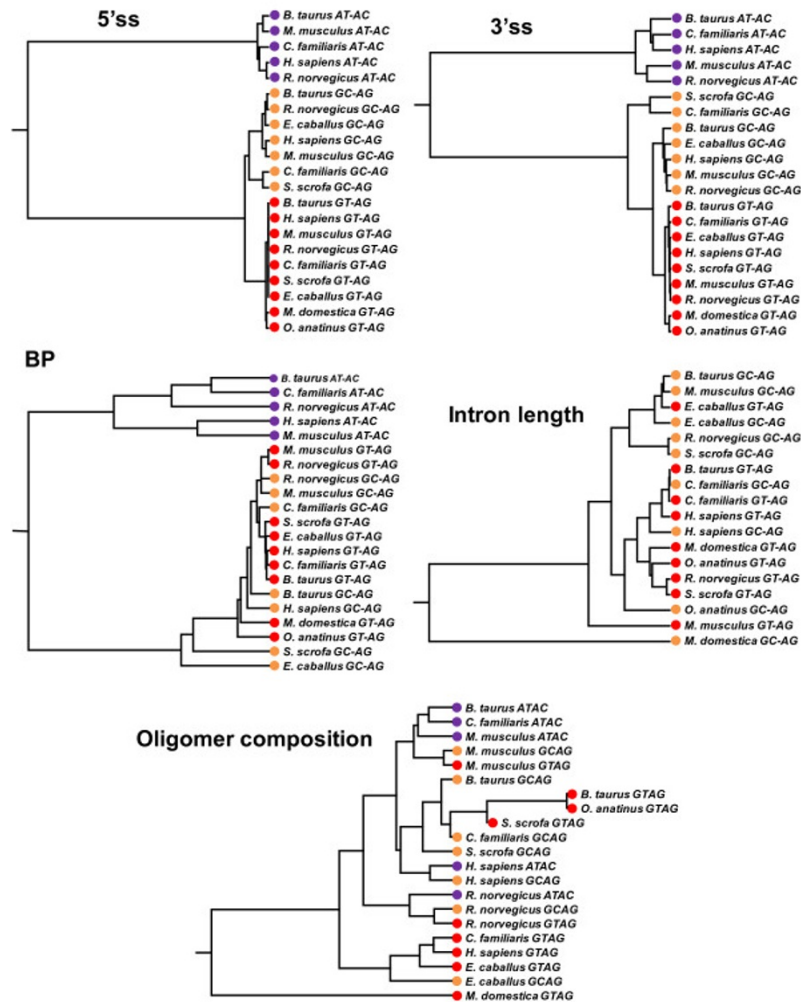 5'ss
B. taurus AT-AC
M. musculus AT-AC
C. familiaris AT-AC
H. sapiens AT-AC
R. norvegicus AT-AC
B. taurus GC-AG
R. norvegicus GC-AG
E. caballus GC-AG
H. sapiens GC-AG
M. musculus GC-AG
C. familiaris GC-AG
S. scrofa GC-AG
B. taurus GT-AG
H. sapiens GT-AG
M. musculus GT-AG
R. norvegicus GT-AG
C. familiaris GT-AG
S. scrofa GT-AG
E. caballus GT-AG
M. domestica GT-AG
O. anatinus GT-AG
3'ss
B. taurus AT-AC
C. familiaris AT-AC
H. sapiens AT-AC
M. musculus AT-AC
R. norvegicus AT-AC
S. scrofa GC-AG
C. familiaris GC-AG
B. taurus GC-AG
E. caballus GC-AG
H. sapiens GC-AG
M. musculus GC-AG
R. norvegicus GC-AG
B. taurus GT-AG
C. familiaris GT-AG
E. caballus GT-AG
H. sapiens GT-AG
S. scrofa GT-AG
M. musculus GT-AG
R. norvegicus GT-AG
M. domestica GT-AG
O. anatinus GT-AG
BP
B. taurus AT-AC
C. familiaris AT-AC
R. norvegicus AT-AC
H. sapiens AT-AC
M. musculus AT-AC
M. musculus GT-AG
R. norvegicus GT-AG
R. norvegicus GC-AG
M. musculus GC-AG
C. familiaris GC-AG
S. scrofa GT-AG
E. caballus GT-AG
H. sapiens GT-AG
C. familiaris GT-AG
B. taurus GT-AG
B. taurus GC-AG
H. sapiens GC-AG
M. domestica GT-AG
O. anatinus GT-AG
S. scrofa GC-AG
E. caballus GC-AG
Intron length
B. taurus GC-AG
M. musculus GC-AG
E. caballus GT-AG
E. caballus GC-AG
R. norvegicus GC-AG
S. scrofa GC-AG
B. taurus GT-AG
C. familiaris GC-AG
C. familiaris GT-AG
H. sapiens GT-AG
H. sapiens GC-AG
M. domestica GT-AG
O. anatinus GT-AG
R. norvegicus GT-AG
S. scrofa GT-AG
O. anatinus GC-AG
M. musculus GT-AG
M. domestica GC-AG
Oligomer composition
B. taurus ATAC
C. familiaris ATAC
M. musculus ATAC
M. musculus GCAG
M. musculus GTAG
B. taurus GCAG
B. taurus GTAG
O. anatinus GTAG
S. scrofa GTAG
C. familiaris GCAG
S. scrofa GCAG
H. sapiens ATAC
H. sapiens GCAG
R. norvegicus ATAC
R. norvegicus GCAG
R. norvegicus GTAG
C. familiaris GTAG
H. sapiens GTAG
E. caballus GTAG
E. caballus GCAG
M. domestica GTAG